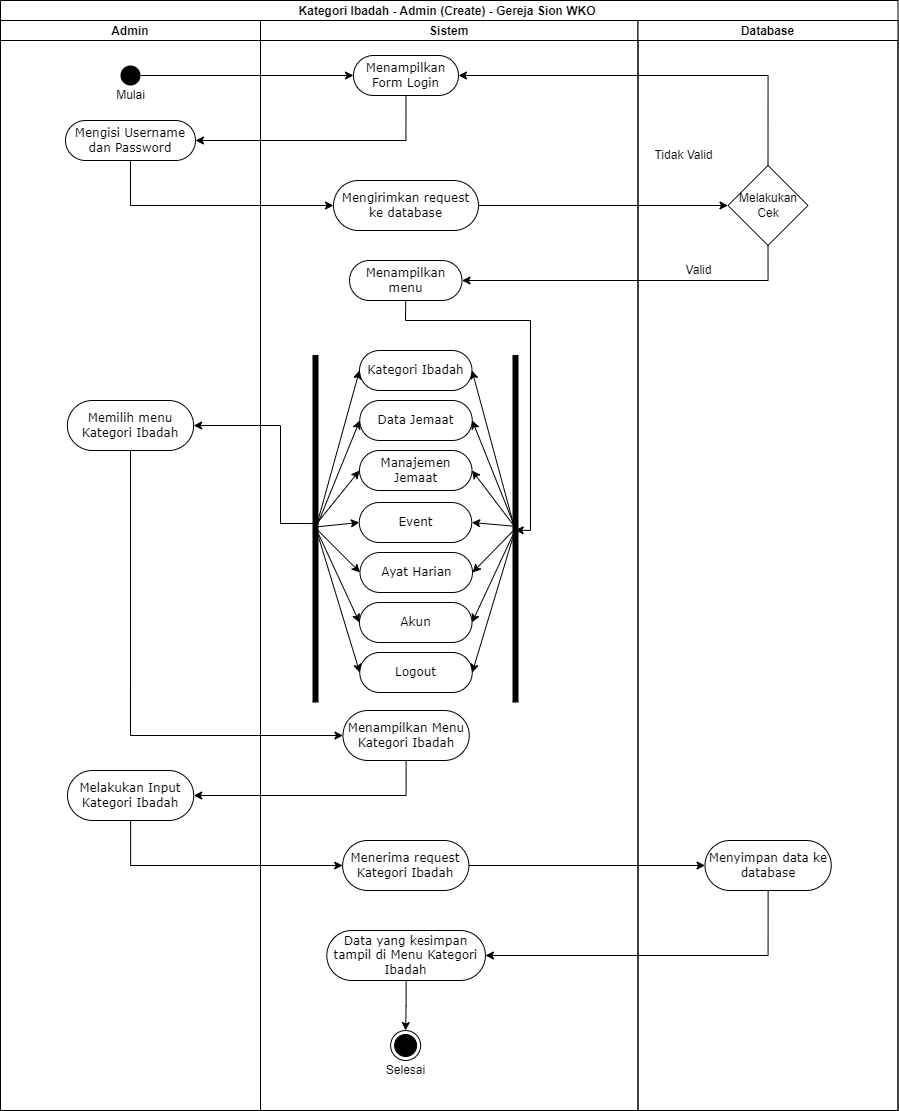 Kategori Ibadah - Admin (Create) - Gereja Sion WKO
Admin
Sistem
Database
Mulai
Menampilkan
Form Login
Mengisi Username
dan Password
Tidak Valid
Mengirimkan request
ke database
Melakukan
Cek
Menampilkan
menu
Valid
Kategori Ibadah
Memilih menu
Kategori Ibadah
Data Jemaat
Manajemen
Jemaat
Event
Ayat Harian
Akun
Logout
Menampilkan Menu
Kategori Ibadah
Melakukan Input
Kategori Ibadah
Menerima request
Kategori Ibadah
Menyimpan data ke
database
Data yang kesimpan
tampil di Menu Kategori
Ibadah
Selesai